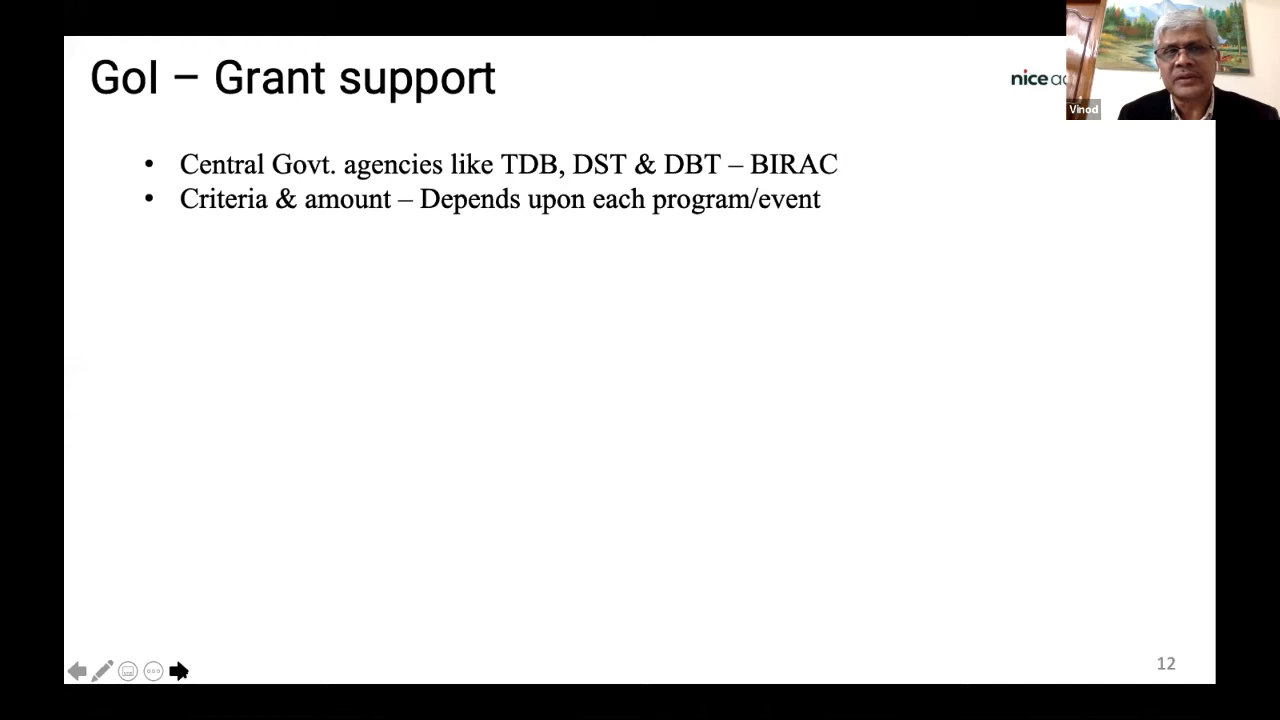 GoI – Grant support
nice
Vinod
• Central Govt. agencies like TDB, DST & DBT – BIRAC
• Criteria & amount – Depends upon each program/event
12